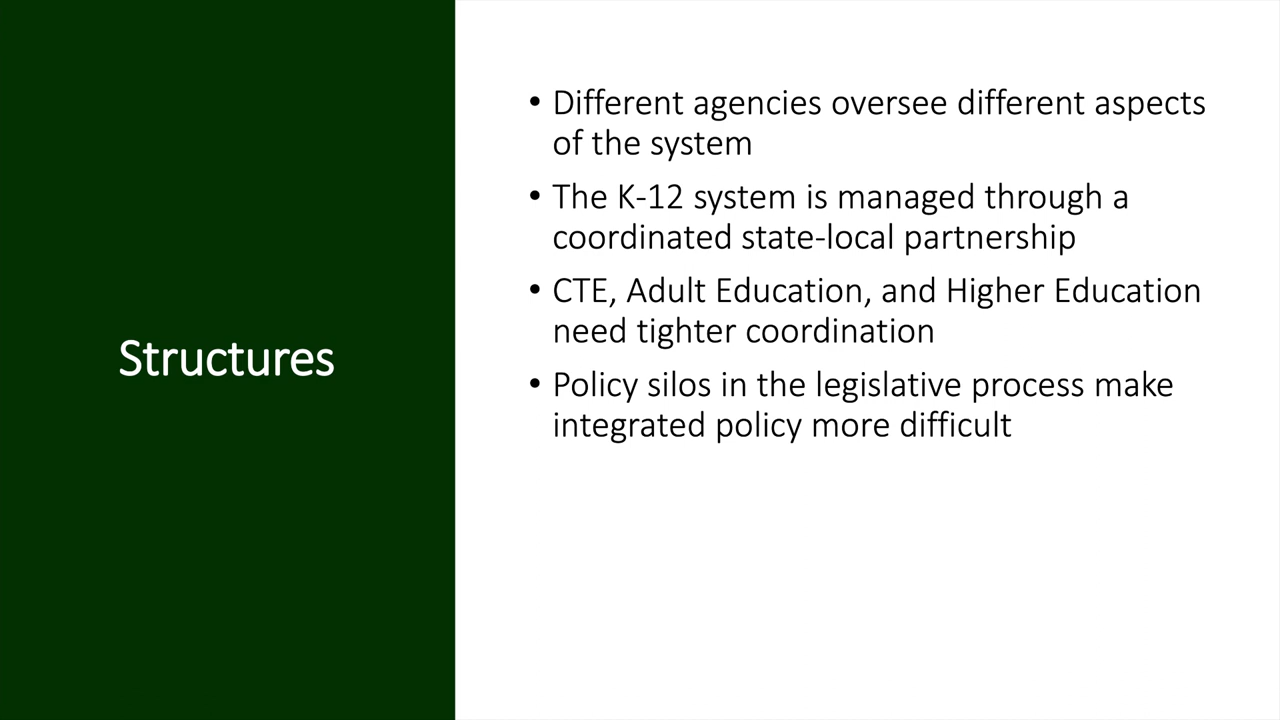 Structures
• Different agencies oversee different aspects
of the system
• The K-12 system is managed through a
coordinated state-local partnership
• CTE, Adult Education, and Higher Education
need tighter coordination
• Policy silos in the legislative process make
integrated policy more difficult